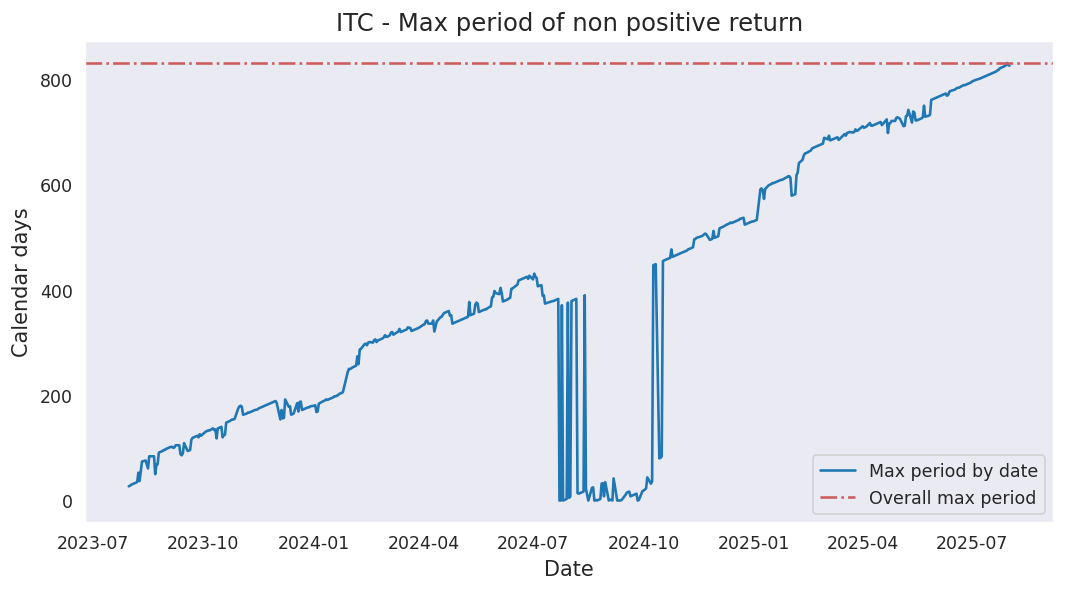 ITC - Max period of non positive return
Calendar days
800
600
400
200
0
2023-07 2023-10 2024-01 2024-04 2024-07 2024-10 2025-01 2025-04 2025-07
Date
Max period by date
Overall max period